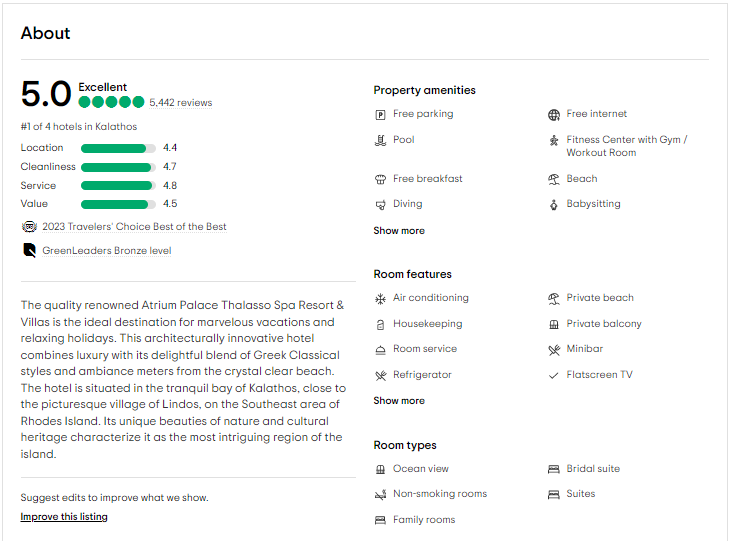 About
5.0
Excellent
5,442 reviews
#1 of 4 hotels in Kalathos
Location 4.4
Cleanliness 4.7
Service 4.8
Value 4.5
2023 Travelers' Choice Best of the Best
GreenLeaders Bronze level
The quality renowned Atrium Palace Thalasso Spa Resort &
Villas is the ideal destination for marvelous vacations and
relaxing holidays. This architecturally innovative hotel
combines luxury with its delightful blend of Greek Classical
styles and ambiance meters from the crystal clear beach.
The hotel is situated in the tranquil bay of Kalathos, close to
the picturesque village of Lindos, on the Southeast area of
Rhodes Island. Its unique beauties of nature and cultural
heritage characterize it as the most intriguing region of the
island.
Suggest edits to improve what we show.
Improve this listing
Property amenities
Free parking
Free internet
Pool
Fitness Center with Gym /
Workout Room
Free breakfast
Beach
Diving
Babysitting
Show more
Room features
Air conditioning
Private beach
Housekeeping
Private balcony
Room service
Minibar
Refrigerator
Flatscreen TV
Show more
Room types
Ocean view
Bridal suite
Non-smoking rooms
Suites
Family rooms